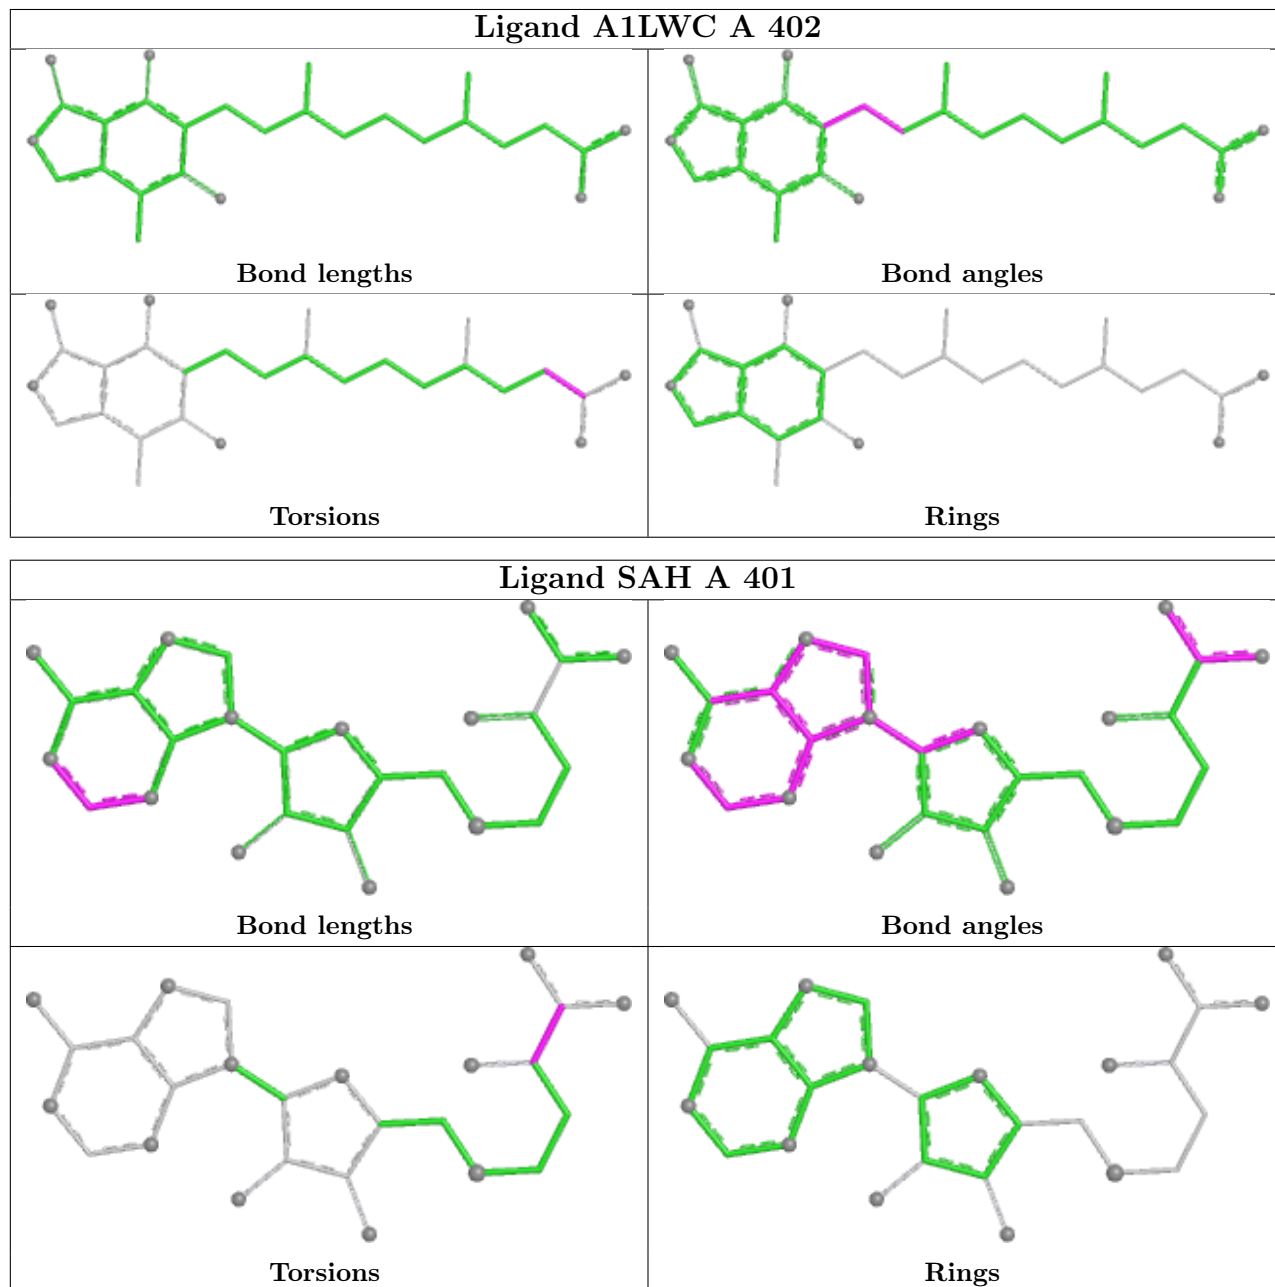 Ligand A1LWC A 402
Bond lengths
Bond angles
Torsions
Rings
Ligand SAH A 401
Bond lengths
Bond angles
Torsions
Rings